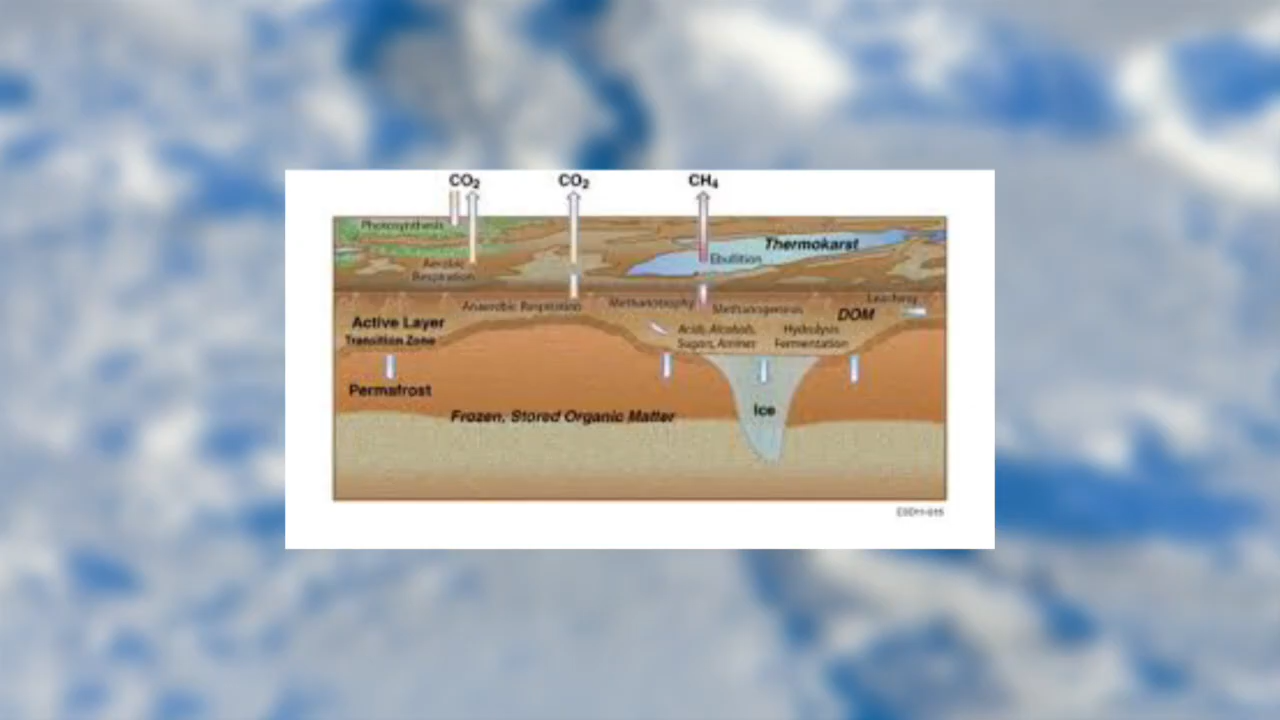 CO₂ CO₂ CH₄
Photosynthesis
Thermokarst
Aerobic
Respiration
Ebullition
Anaerobic Respiration
Methanotrophy
Methanogenesis
Leaching
DOM
Active Layer
Transition Zone
Acids, Alcohols,
Sugars, Amines
Hydrolysis
Fermentation
Permafrost
Ice
Frozen, Stored Organic Matter